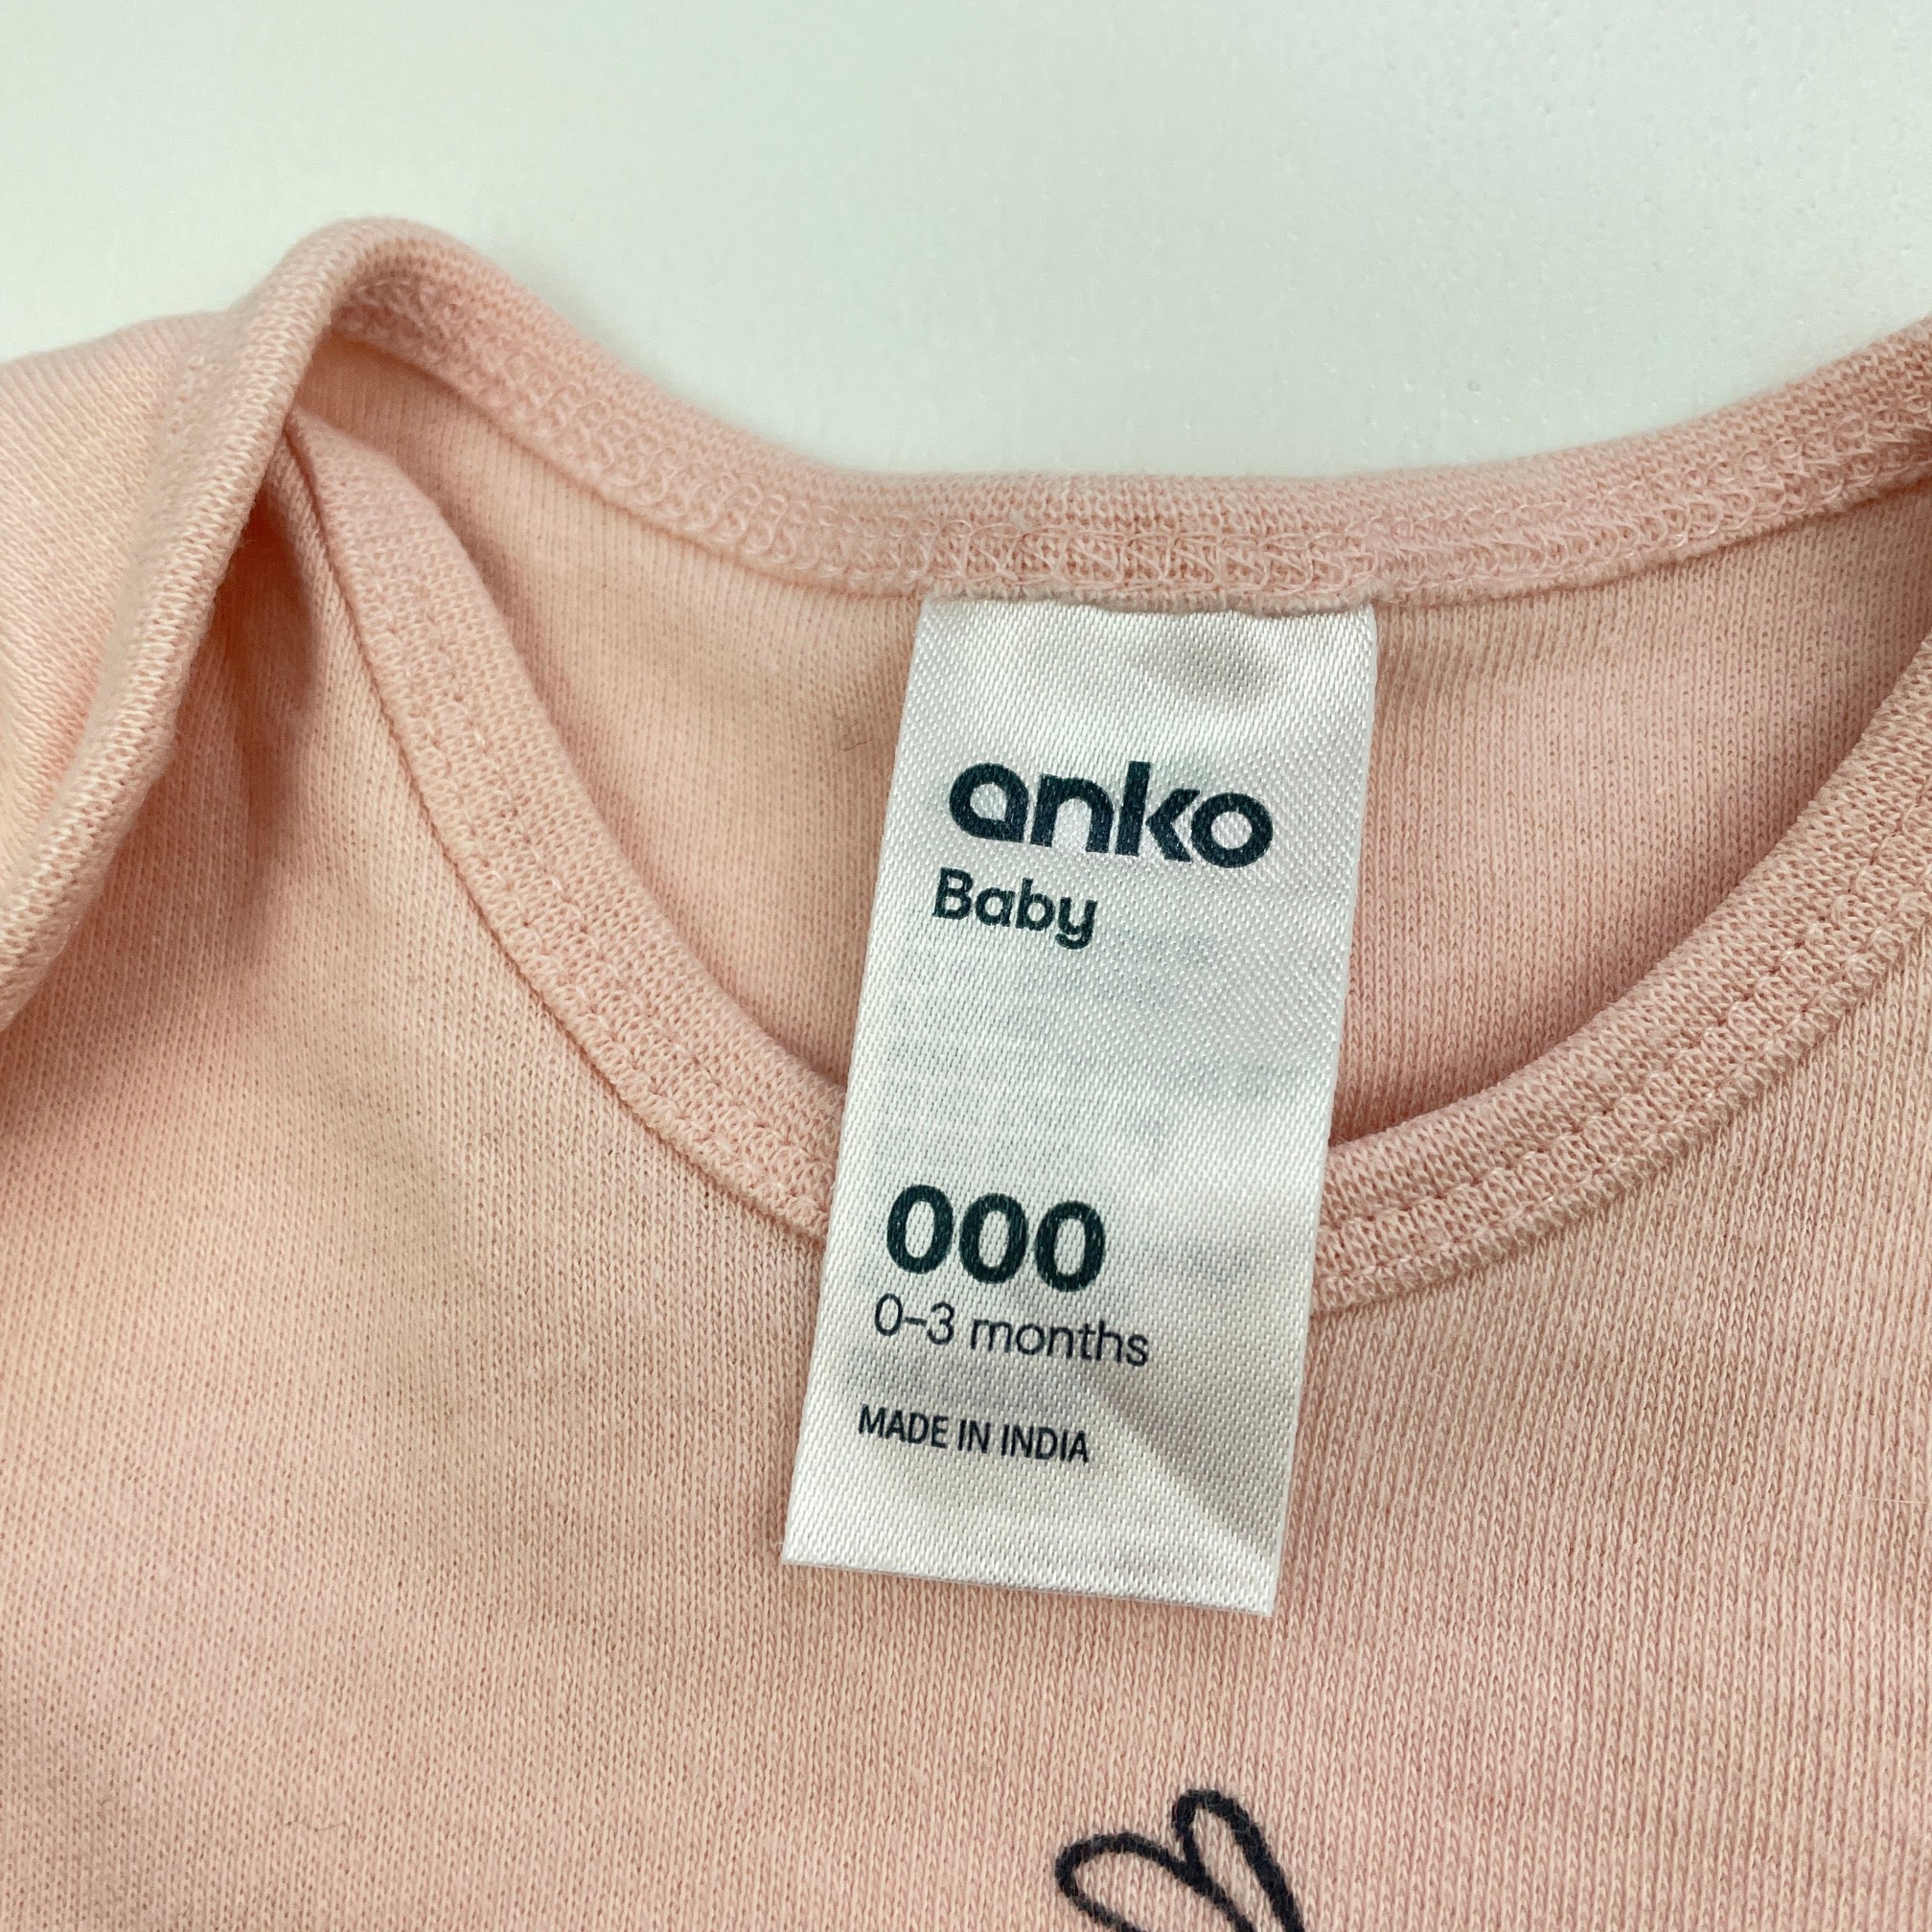 anko
Baby
000
0-3 months
MADE IN INDIA